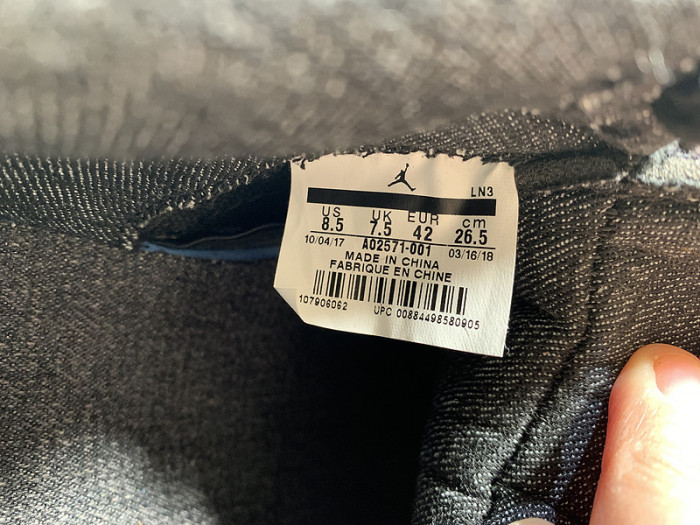 LN3
US UK EUR cm
8.5 7.5 42 26.5
10/04/17 AO2571-001 03/16/18
MADE IN CHINA
FABRIQUE EN CHINE
107906062 UPC 00884498580905